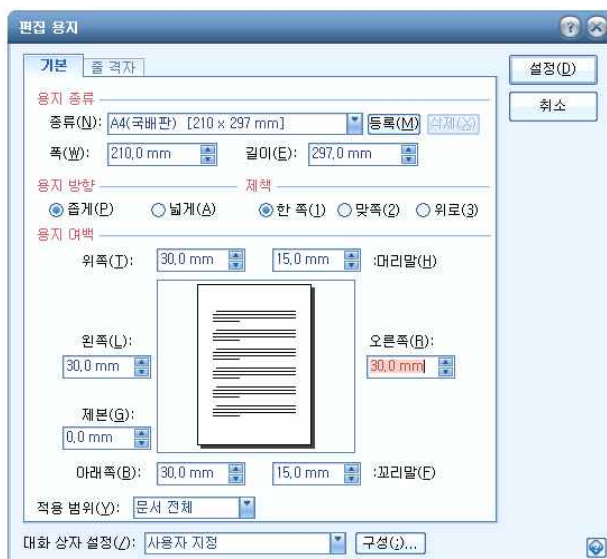 편집 용지
기본 줄 격자
설정(D)
취소
용지 종류
종류(N): A4(국배판) [210 x 297 mm] 등록(M) 삭제(X)
폭(W): 210,0 mm 길이(E): 297,0 mm
용지 방향 제책
좁게(P) 넓게(A) 한 쪽(1) 맞쪽(2) 위로(3)
용지 여백
위쪽(T): 30,0 mm 15,0 mm :머리말(H)
왼쪽(L): 오른쪽(R):
30,0 mm 30,0 mm
제본(G):
0,0 mm
아래쪽(B): 30,0 mm 15,0 mm :꼬리말(F)
적용 범위(Y): 문서 전체
대화 상자 설정(/): 사용자 지정 구성(;)...